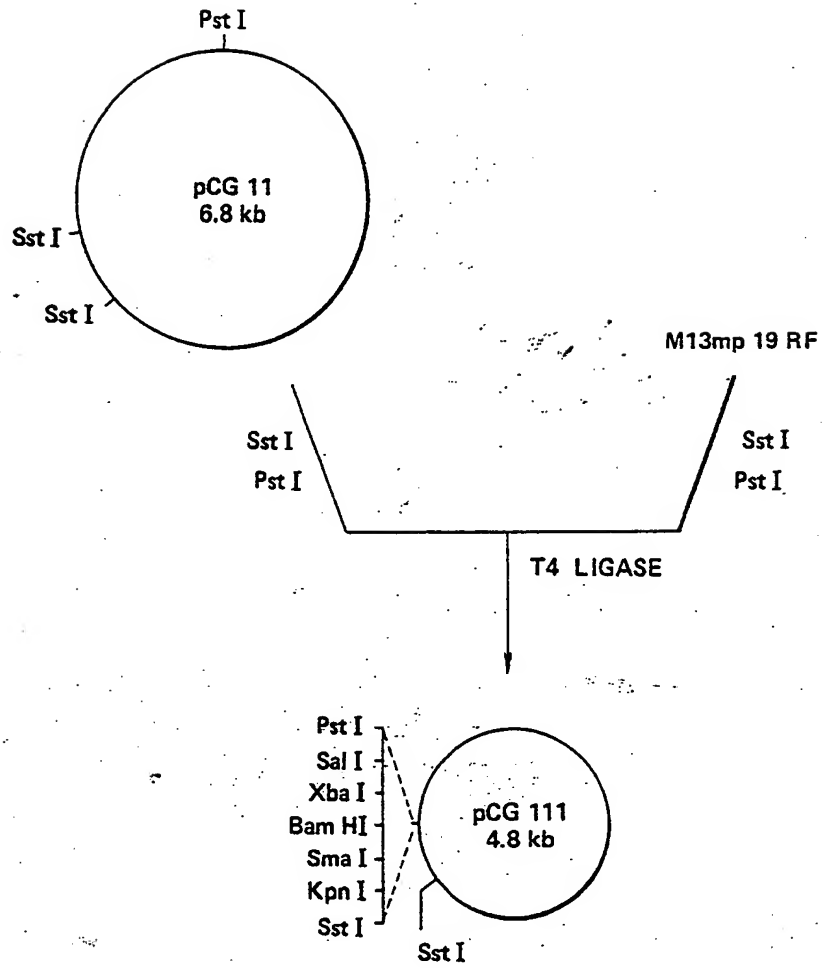 Pst I
pCG 11
6.8 kb
Sst I
Sst I
M13mp 19 RF
Sst I
Pst I
Sst I
Pst I
T4 LIGASE
Pst I
Sal I
Xba I
Bam HI
Sma I
Kpn I
Sst I
pCG 111
4.8 kb
Sst I